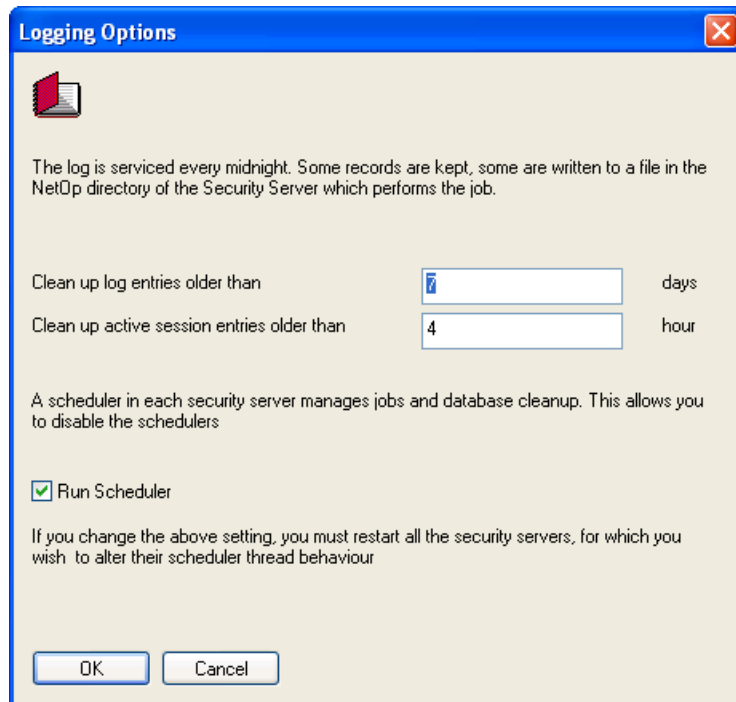 Logging Options
The log is serviced every midnight. Some records are kept, some are written to a file in the
NetOp directory of the Security Server which performs the job.
Clean up log entries older than 7 days
Clean up active session entries older than 4 hour
A scheduler in each security server manages jobs and database cleanup. This allows you
to disable the schedulers
Run Scheduler
If you change the above setting, you must restart all the security servers, for which you
wish  to alter their scheduler thread behaviour
OK Cancel